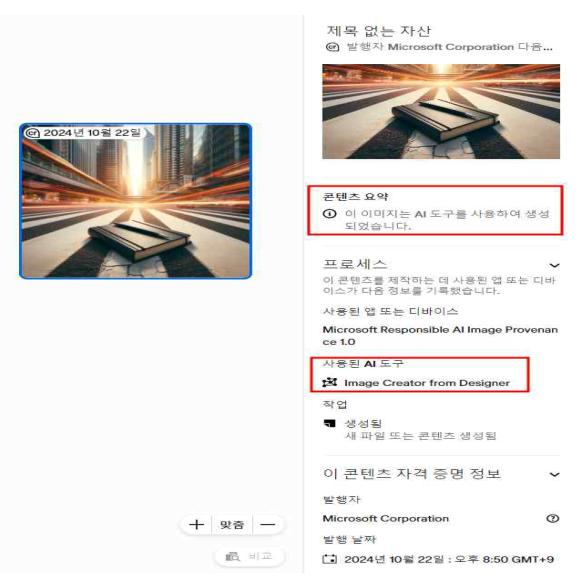 제목 없는 자산
발행자 Microsoft Corporation 다음...
2024년 10월 22일
콘텐츠 요약
이 이미지는 AI 도구를 사용하여 생성
되었습니다.
프로세스
이 콘텐츠를 제작하는 데 사용된 앱 또는 디바
이스가 다음 정보를 기록했습니다.
사용된 앱 또는 디바이스
Microsoft Responsible AI Image Provenan
ce 1.0
사용된 AI 도구
Image Creator from Designer
작업
생성됨
새 파일 또는 콘텐츠 생성됨
이 콘텐츠 자격 증명 정보
발행자
Microsoft Corporation
발행 날짜
2024년 10월 22일 : 오후 8:50 GMT+9
맞춤
비교